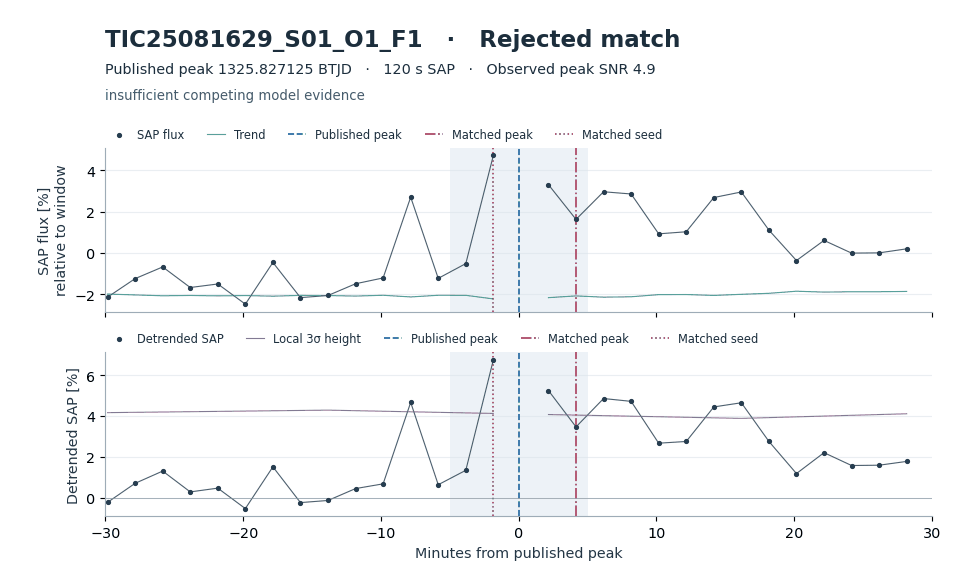 TIC25081629_S01_O1_F1 · Rejected match
Published peak 1325.827125 BTJD · 120 s SAP · Observed peak SNR 4.9
insufficient competing model evidence
SAP flux Trend Published peak Matched peak Matched seed
SAP flux [%]
relative to window
4
2
0
−2
Detrended SAP Local 3σ height Published peak Matched peak Matched seed
Detrended SAP [%]
6
4
2
0
−30 −20 −10 0 10 20 30
Minutes from published peak